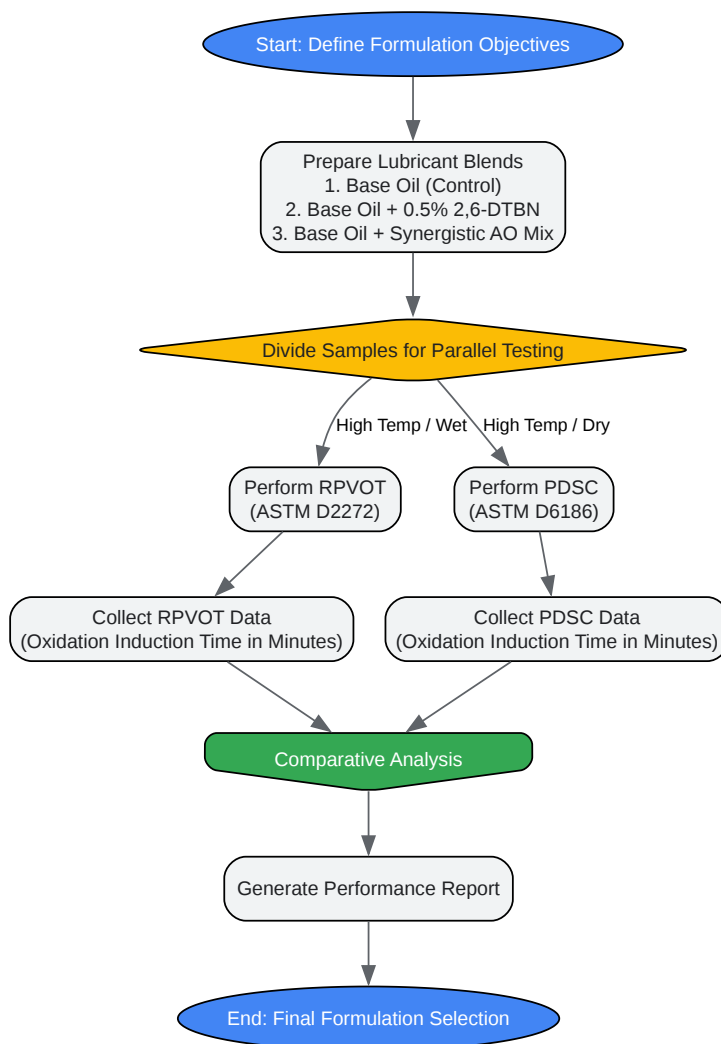 Start: Define Formulation Objectives
Prepare Lubricant Blends
1. Base Oil (Control)
2. Base Oil + 0.5% 2,6-DTBN
3. Base Oil + Synergistic AO Mix
Divide Samples for Parallel Testing
High Temp / Wet
High Temp / Dry
Perform RPVOT
(ASTM D2272)
Perform PDSC
(ASTM D6186)
Collect RPVOT Data
(Oxidation Induction Time in Minutes)
Collect PDSC Data
(Oxidation Induction Time in Minutes)
Comparative Analysis
Generate Performance Report
End: Final Formulation Selection